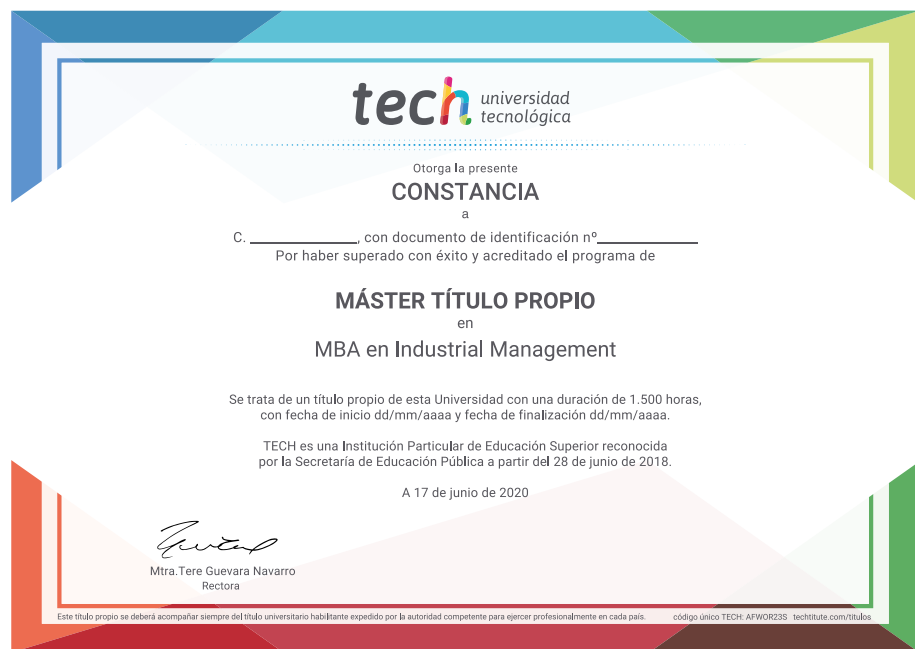 tech universidad
tecnológica
Otorga la presente
CONSTANCIA
a
C. ______________, con documento de identificación nº______________
Por haber superado con éxito y acreditado el programa de
MÁSTER TÍTULO PROPIO
en
MBA en Industrial Management
Se trata de un título propio de esta Universidad con una duración de 1.500 horas,
con fecha de inicio dd/mm/aaaa y fecha de finalización dd/mm/aaaa.
TECH es una Institución Particular de Educación Superior reconocida
por la Secretaría de Educación Pública a partir del 28 de junio de 2018.
A 17 de junio de 2020
Mtra.Tere Guevara Navarro
Rectora
Este título propio se deberá acompañar siempre del título universitario habilitante expedido por la autoridad competente para ejercer profesionalmente en cada país. código único TECH: AFWOR23S techtitute.com/titulos